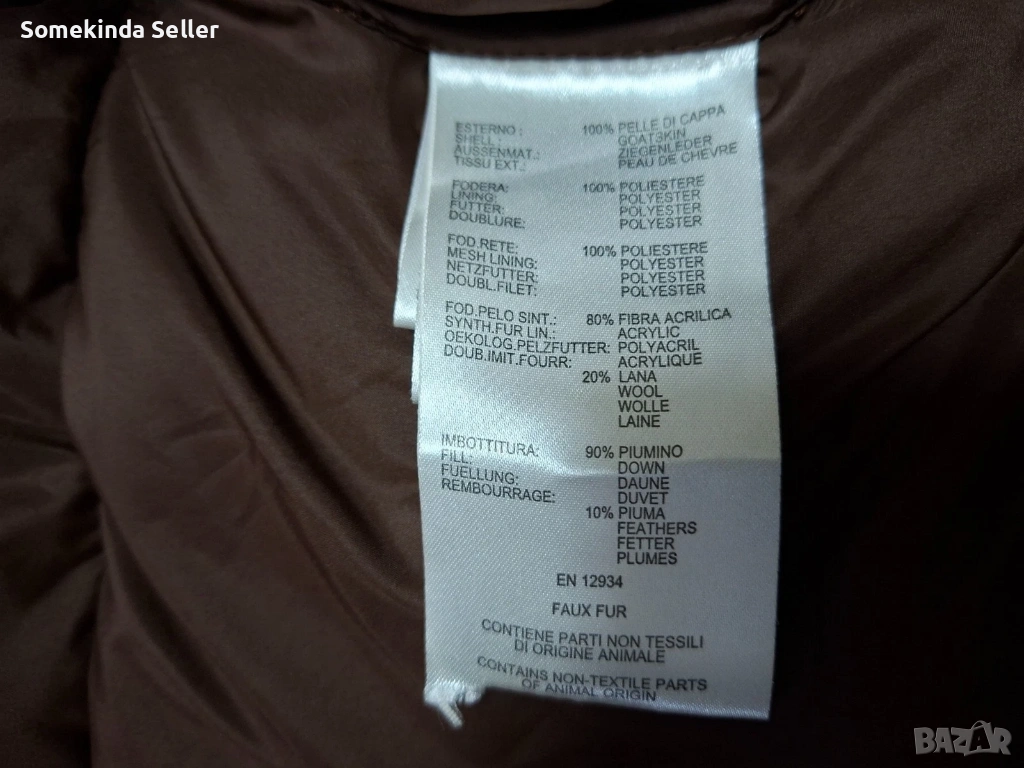 Somekinda Seller
ESTERNO : 100% PELLE DI CAPPA
SHELL : GOAT3KIN
AUSSENMAT.: ZIEGENLEDER
TISSU EXT.: PEAU DE CHEVRE
FODERA: 100% POLIESTERE
LINING: POLYESTER
FUTTER: POLYESTER
DOUBLURE: POLYESTER
FOD.RETE: 100% POLIESTERE
MESH LINING: POLYESTER
NETZFUTTER: POLYESTER
DOUBL.FILET: POLYESTER
FOD.PELO SINT.: 80% FIBRA ACRILICA
SYNTH.FUR LIN.: ACRYLIC
OEKOLOG.PELZFUTTER: POLYACRIL
DOUB.IMIT.FOURR: ACRYLIQUE
20% LANA
WOOL
WOLLE
LAINE
IMBOTTITURA: 90% PIUMINO
FILL: DOWN
FUELLUNG: DAUNE
REMBOURRAGE: DUVET
10% PIUMA
FEATHERS
FETTER
PLUMES
EN 12934
FAUX FUR
CONTIENE PARTI NON TESSILI
DI ORIGINE ANIMALE
CONTAINS NON-TEXTILE PARTS
OF ANIMAL ORIGIN
BAZAR